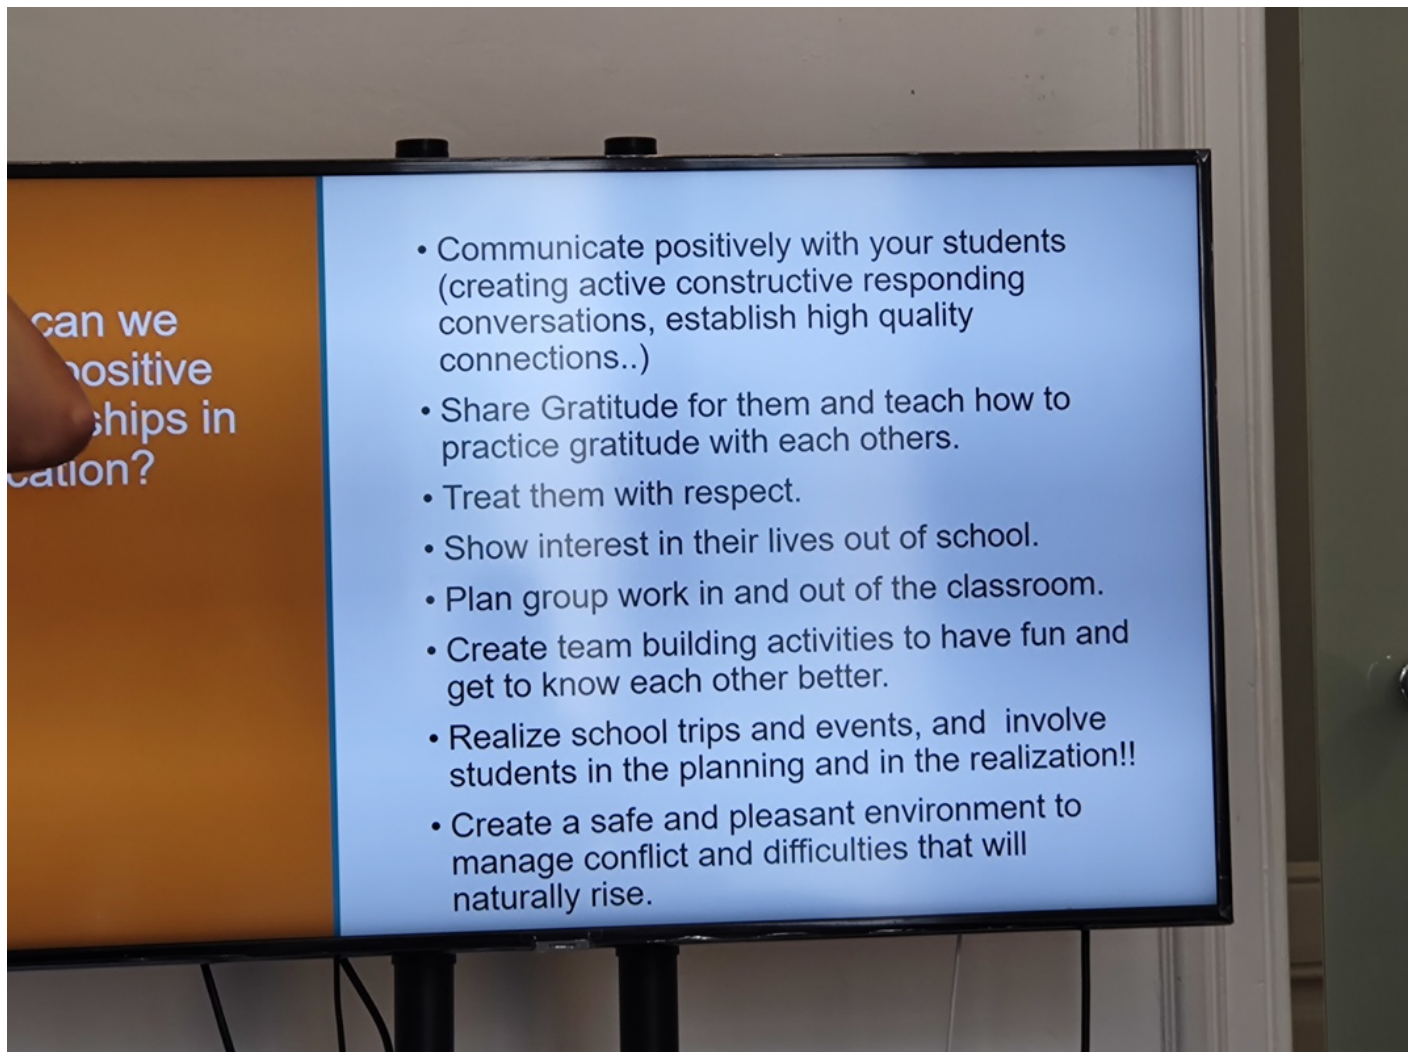 can we
positive
ships in
cation?
• Communicate positively with your students
(creating active constructive responding
conversations, establish high quality
connections..)
• Share Gratitude for them and teach how to
practice gratitude with each others.
• Treat them with respect.
• Show interest in their lives out of school.
• Plan group work in and out of the classroom.
• Create team building activities to have fun and
get to know each other better.
• Realize school trips and events, and  involve
students in the planning and in the realization!!
• Create a safe and pleasant environment to
manage conflict and difficulties that will
naturally rise.